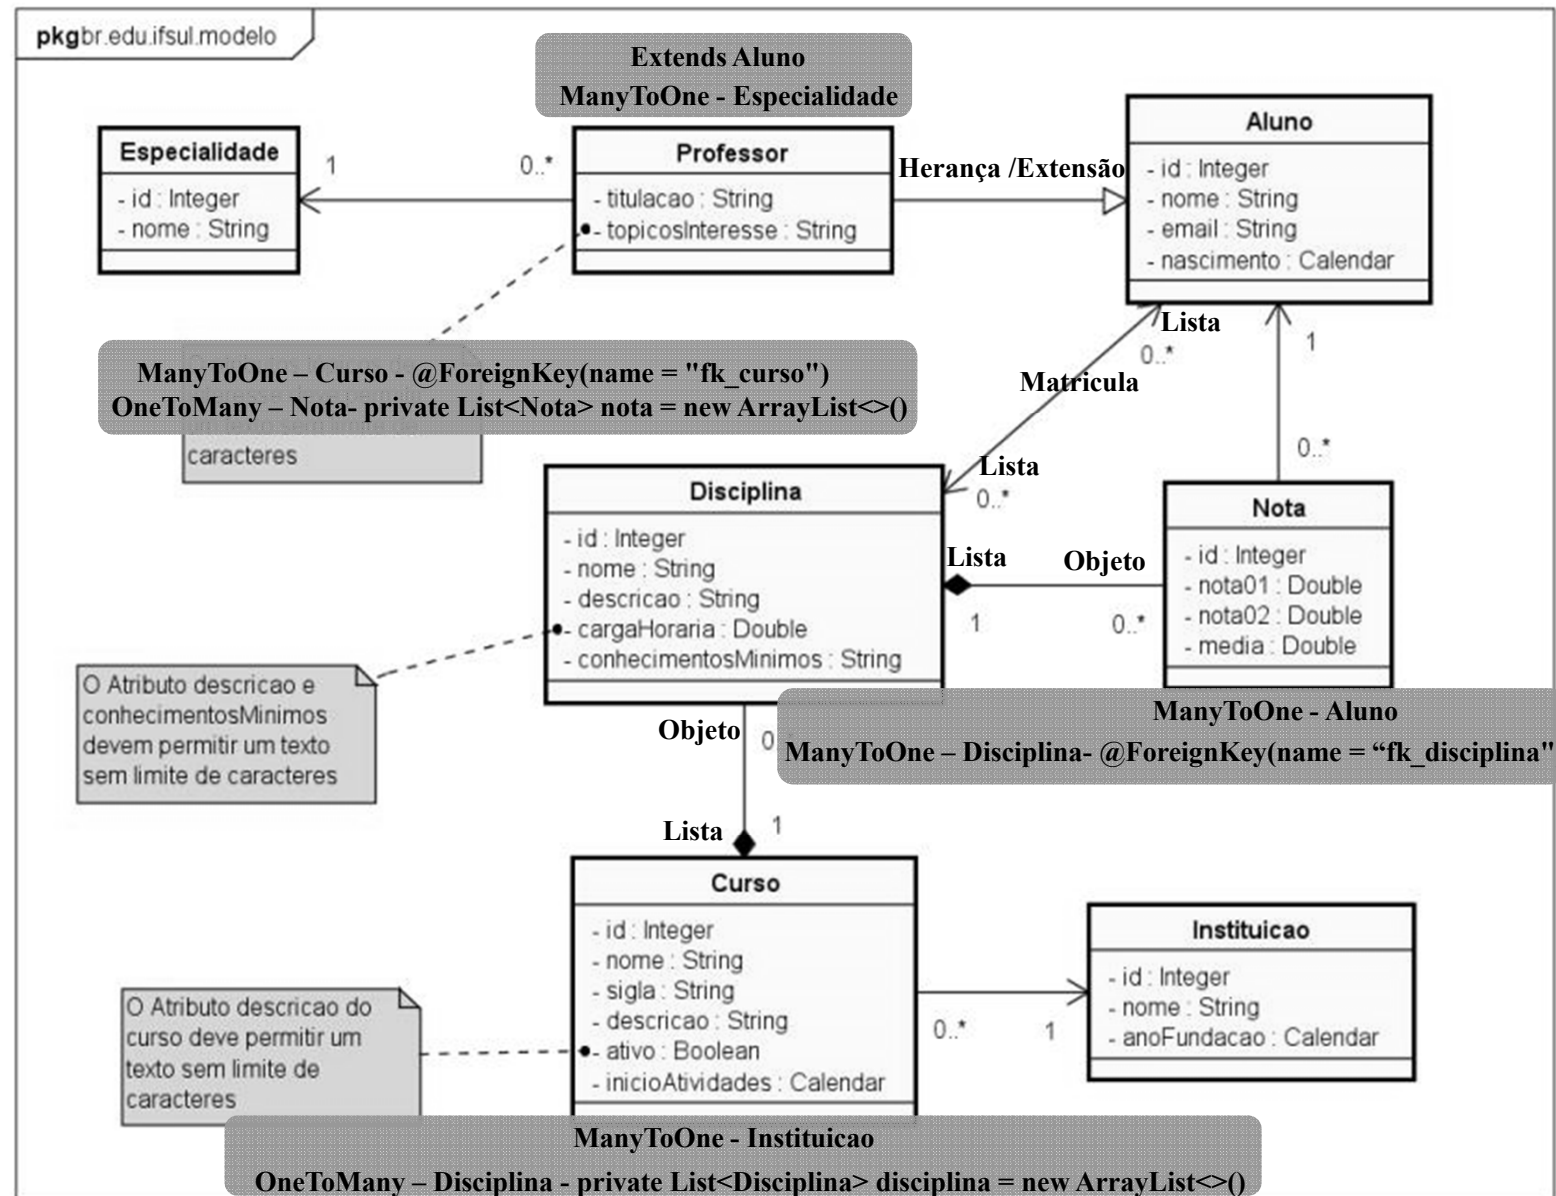 pkgbr.edu.ifsul.modelo
Extends Aluno
ManyToOne - Especialidade
Especialidade
- id : Integer
- nome : String
1
0..*
Professor
- titulacao : String
- topicosInteresse : String
Herança /Extensão
Aluno
- id : Integer
- nome : String
- email : String
- nascimento : Calendar
ManyToOne – Curso - @ForeignKey(name = "fk_curso")
OneToMany – Nota- private List<Nota> nota = new ArrayList<>()
um texto sem limite de
caracteres
Lista
0..*
Matricula
Lista
0..*
1
0..*
Disciplina
- id : Integer
- nome : String
- descricao : String
- cargaHoraria : Double
- conhecimentosMinimos : String
Lista
Objeto
1
0..*
Nota
- id : Integer
- nota01 : Double
- nota02 : Double
- media : Double
O Atributo descricao e
conhecimentosMinimos
devem permitir um texto
sem limite de caracteres
ManyToOne - Aluno
ManyToOne – Disciplina- @ForeignKey(name = “fk_disciplina"
Objeto
0
Lista
1
Curso
- id : Integer
- nome : String
- sigla : String
- descricao : String
- ativo : Boolean
- inicioAtividades : Calendar
0..*
1
Instituicao
- id : Integer
- nome : String
- anoFundacao : Calendar
O Atributo descricao do
curso deve permitir um
texto sem limite de
caracteres
ManyToOne - Instituicao
OneToMany – Disciplina - private List<Disciplina> disciplina = new ArrayList<>()